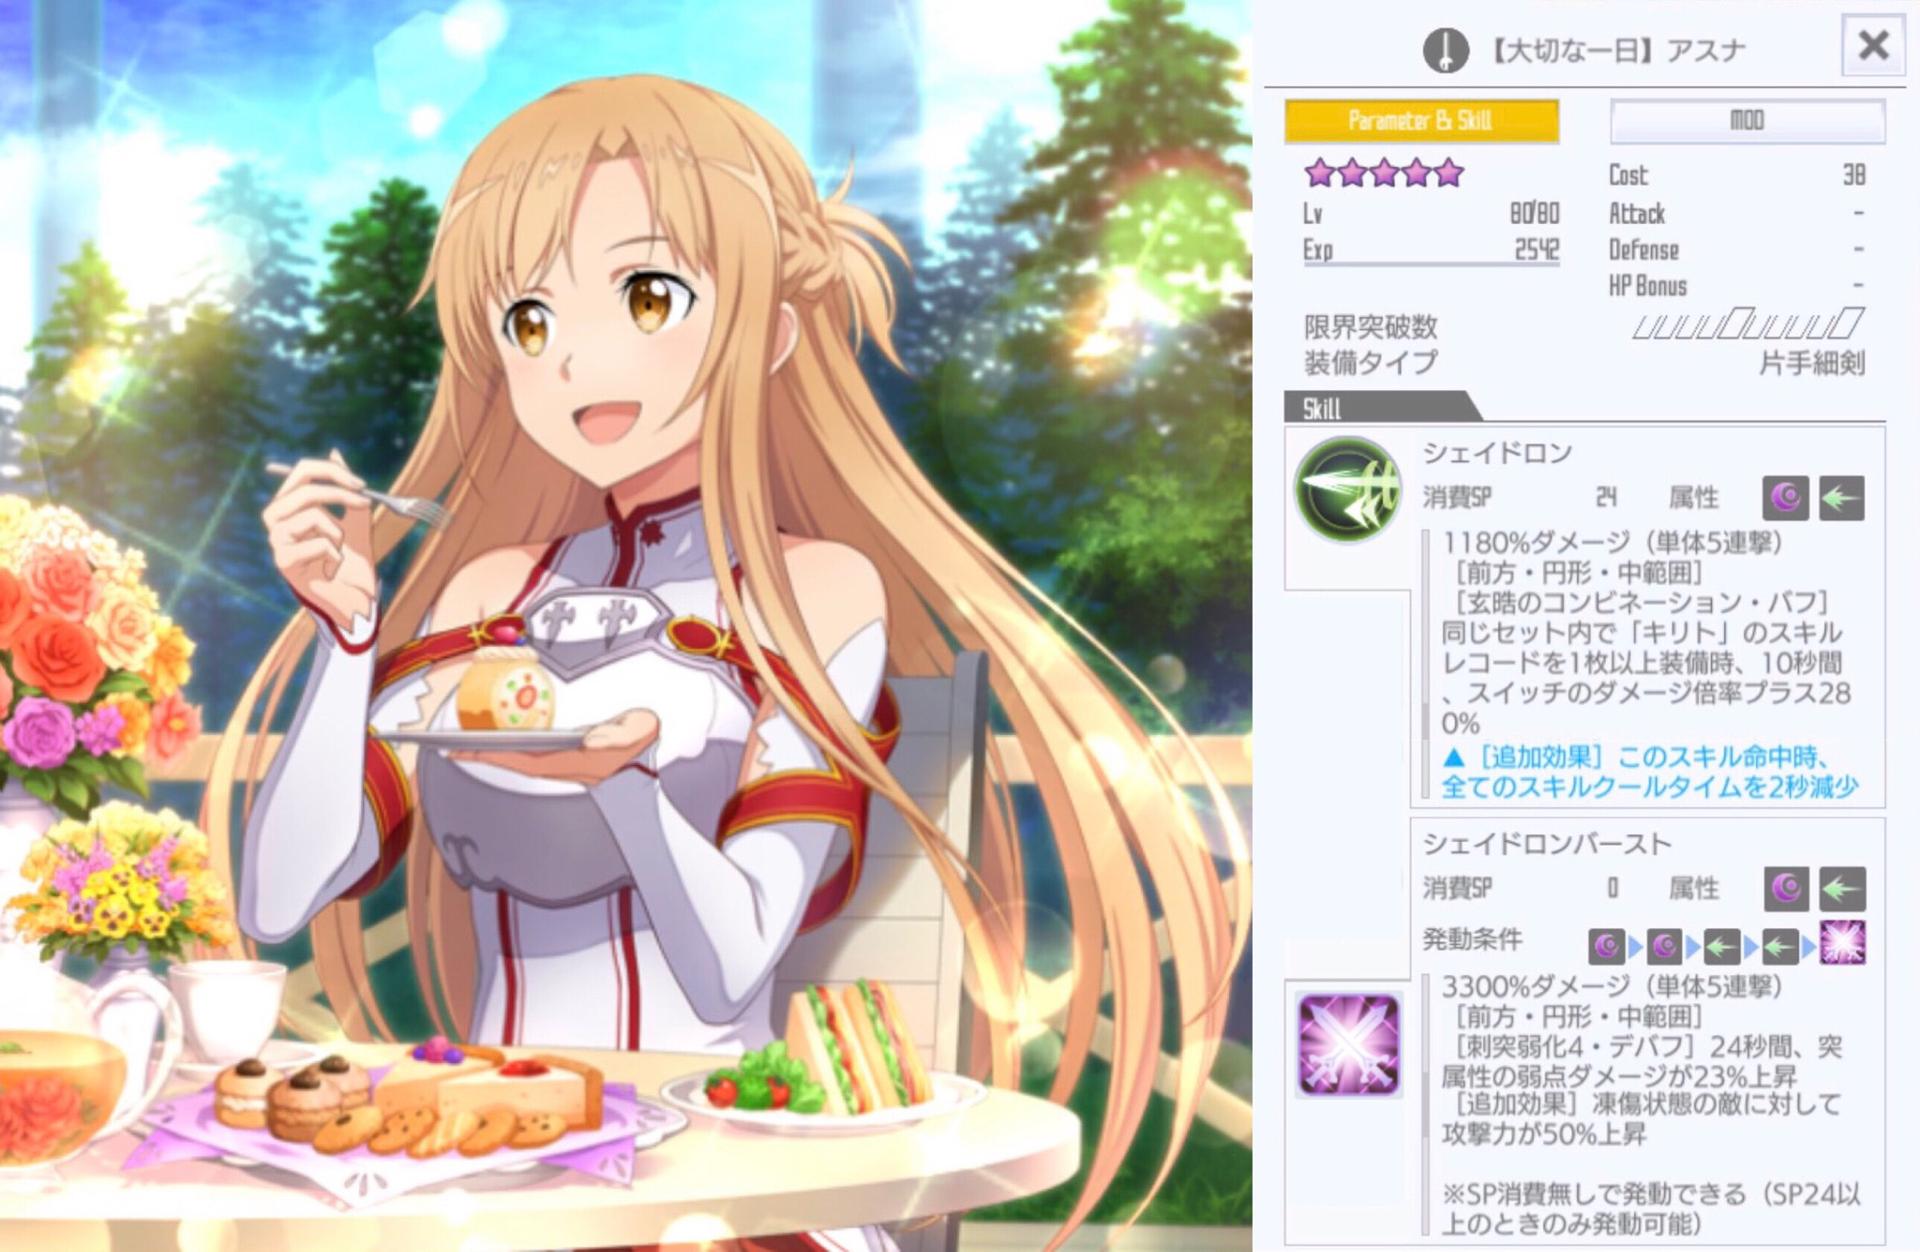 【大切な一日】アスナ
Parameter & Skill
MOD
Lv 80/80
Exp 2542
Cost 38
Attack -
Defense -
HP Bonus -
限界突破数
装備タイプ 片手細剣
Skill
シェイドロン
消費SP 24 属性
1180%ダメージ（単体5連撃）
［前方・円形・中範囲］
［玄晧のコンビネーション・バフ］
同じセット内で「キリト」のスキル
レコードを1枚以上装備時、10秒間
、スイッチのダメージ倍率プラス28
0%
▲［追加効果］このスキル命中時、
全てのスキルクールタイムを2秒減少
シェイドロンバースト
消費SP 0 属性
発動条件
3300%ダメージ（単体5連撃）
［前方・円形・中範囲］
［刺突弱化4・デバフ］24秒間、突
属性の弱点ダメージが23%上昇
［追加効果］凍傷状態の敵に対して
攻撃力が50%上昇
※SP消費無しで発動できる（SP24以
上のときのみ発動可能）